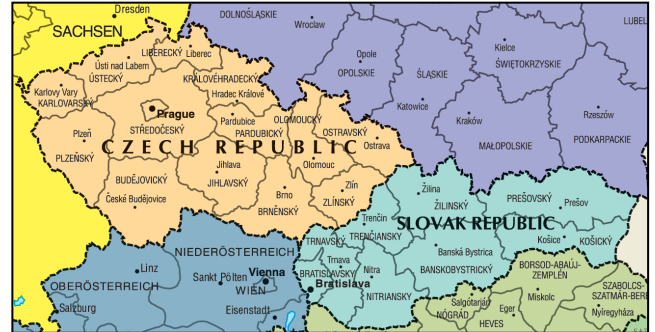 Dresden
SACHSEN
DOLNOŚLĄSKIE
Wrocław
LUBEL
LIBERECKÝ
Liberec
Ústí nad Labem
ÚSTECKÝ
Opole
OPOLSKIE
Kielce
ŚWIĘTOKRZYSKIE
ŚLĄSKIE
Karlovy Vary
KARLOVARSKÝ
KRÁLOVÉHRADECKÝ
Hradec Králové
Katowice
Prague
Pardubice
PARDUBICKÝ
OLOMOUCKÝ
OSTRAVSKÝ
Kraków
Rzeszów
STŘEDOČESKÝ
Plzeň
PLZEŇSKÝ
Ostrava
MAŁOPOLSKIE
PODKARPACKIE
CZECH REPUBLIC
Jihlava
JIHLAVSKÝ
Olomouc
BUDĚJOVICKÝ
České Budějovice
Brno
BRNĚNSKÝ
Zlín
ZLÍNSKÝ
Žilina
ŽILINSKÝ
PREŠOVSKÝ
Prešov
Trenčín
TRENČIANSKY
SLOVAK REPUBLIC
Košice
KOŠICKÝ
NIEDERÖSTERREICH
TRNAVSKÝ
Trnava
BRATISLAVSKÝ
Bratislava
Nitra
NITRIANSKY
Banská Bystrica
BANSKOBYSTRICKÝ
Linz
OBERÖSTERREICH
Sankt Pölten
Vienna
WIEN
Eisenstadt
Salzburg
BORSOD-ABAÚJ-
ZEMPLÉN
Miskolc
Salgótarján
NÓGRÁD
Eger
HEVES
SZABOLCS-
SZATMÁR-BERE
Nyíregyháza